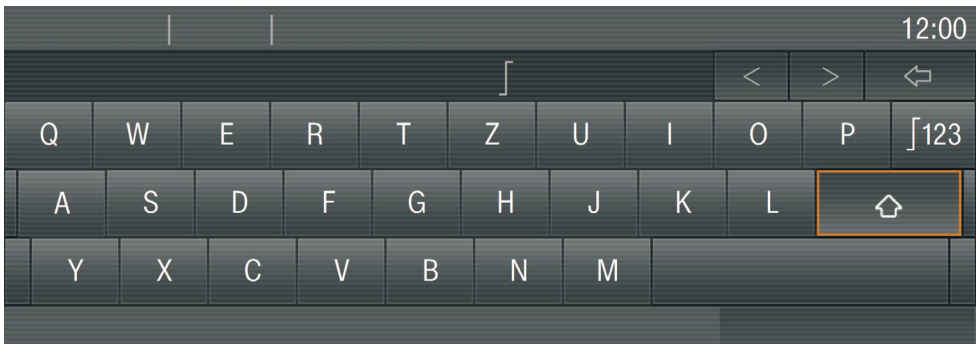 12:00
< >
Q W E R T Z U I O P 123
A S D F G H J K L
Y X C V B N M